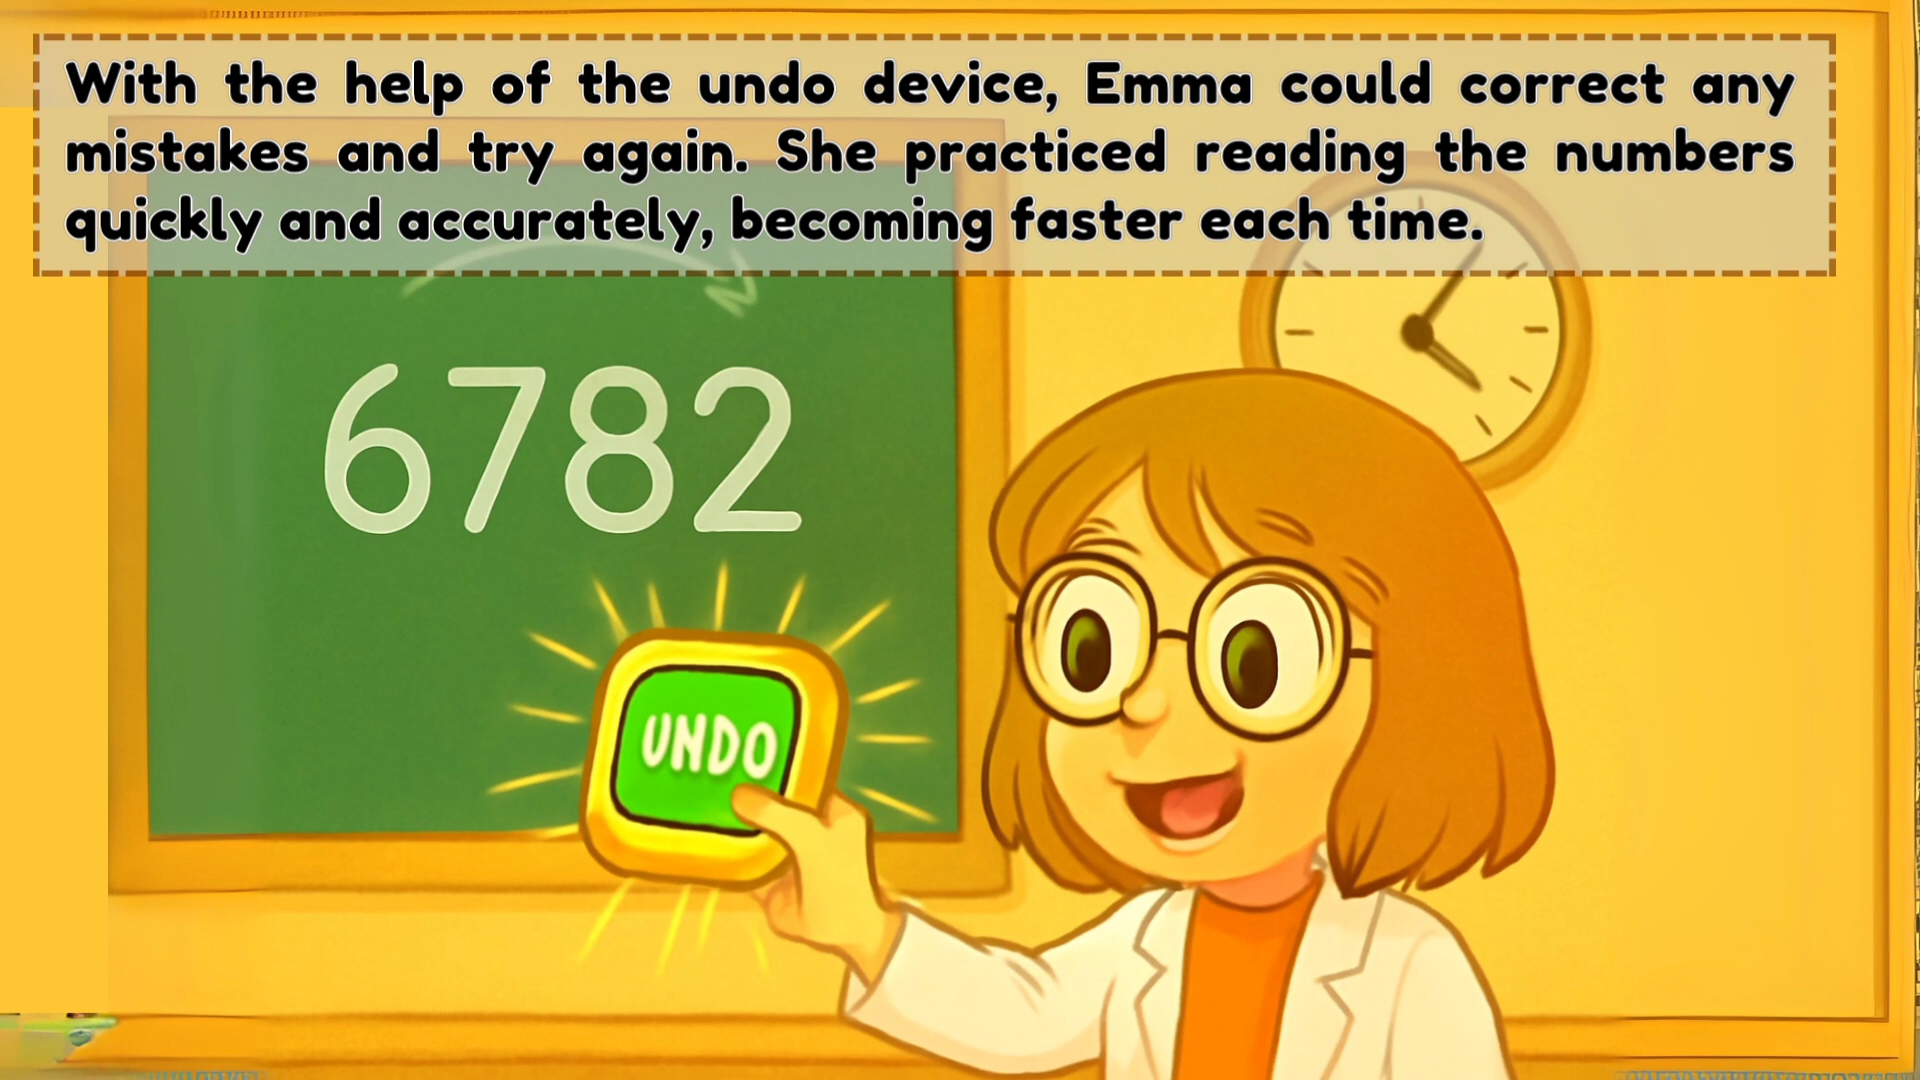 With the help of the undo device, Emma could correct any
mistakes and try again. She practiced reading the numbers
quickly and accurately, becoming faster each time.
6782
UNDO